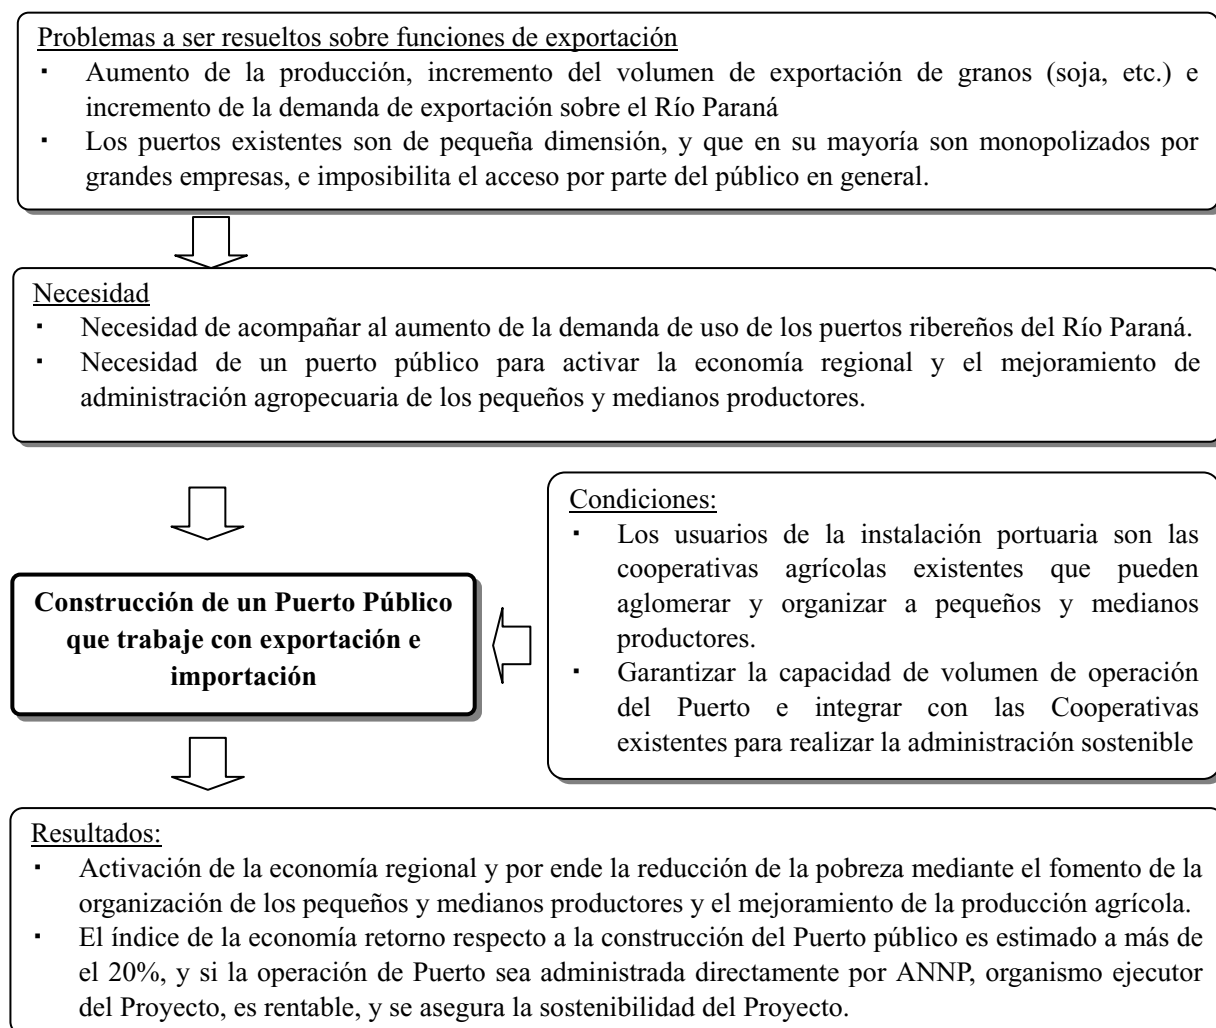 Problemas a ser resueltos sobre funciones de exportación
· Aumento de la producción, incremento del volumen de exportación de granos (soja, etc.) e
incremento de la demanda de exportación sobre el Río Paraná
· Los puertos existentes son de pequeña dimensión, y que en su mayoría son monopolizados por
grandes empresas, e imposibilita el acceso por parte del público en general.
Necesidad
· Necesidad de acompañar al aumento de la demanda de uso de los puertos ribereños del Río Paraná.
· Necesidad de un puerto público para activar la economía regional y el mejoramiento de
administración agropecuaria de los pequeños y medianos productores.
Condiciones:
· Los usuarios de la instalación portuaria son las
cooperativas agrícolas existentes que pueden
aglomerar y organizar a pequeños y medianos
productores.
· Garantizar la capacidad de volumen de operación
del Puerto e integrar con las Cooperativas
existentes para realizar la administración sostenible
Construcción de un Puerto Público
que trabaje con exportación e
importación
Resultados:
· Activación de la economía regional y por ende la reducción de la pobreza mediante el fomento de la
organización de los pequeños y medianos productores y el mejoramiento de la producción agrícola.
· El índice de la economía retorno respecto a la construcción del Puerto público es estimado a más de
el 20%, y si la operación de Puerto sea administrada directamente por ANNP, organismo ejecutor
del Proyecto, es rentable, y se asegura la sostenibilidad del Proyecto.